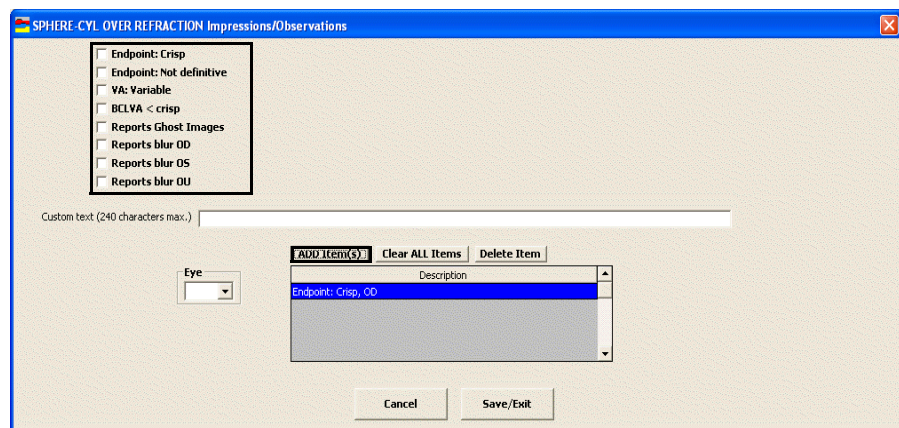 SPHERE-CYL OVER REFRACTION Impressions/Observations
Endpoint: Crisp
Endpoint: Not definitive
VA: Variable
BCLVA < crisp
Reports Ghost Images
Reports blur OD
Reports blur OS
Reports blur OU
Custom text (240 characters max.)
ADD Item(s) Clear ALL Items Delete Item
Eye
Description
Endpoint: Crisp, OD
Cancel Save/Exit